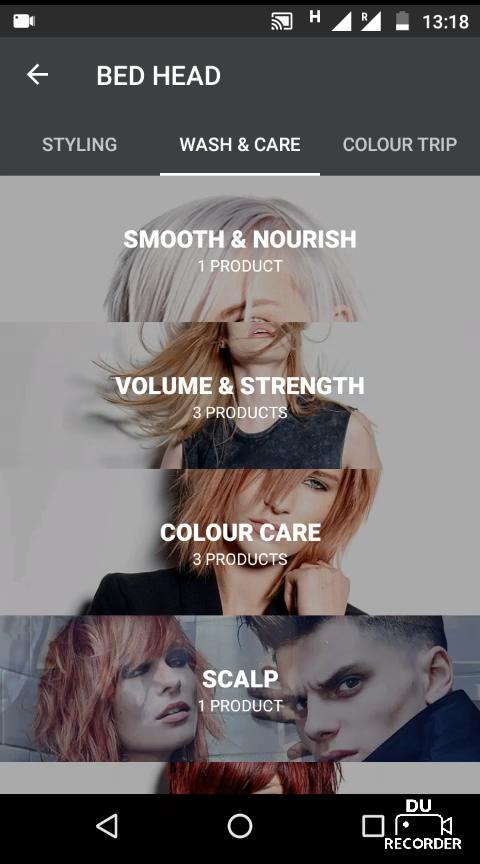 H R 13:18
BED HEAD
STYLING WASH & CARE COLOUR TRIP
SMOOTH & NOURISH
1 PRODUCT
VOLUME & STRENGTH
3 PRODUCTS
COLOUR CARE
3 PRODUCTS
SCALP
1 PRODUCT
DU
RECORDER